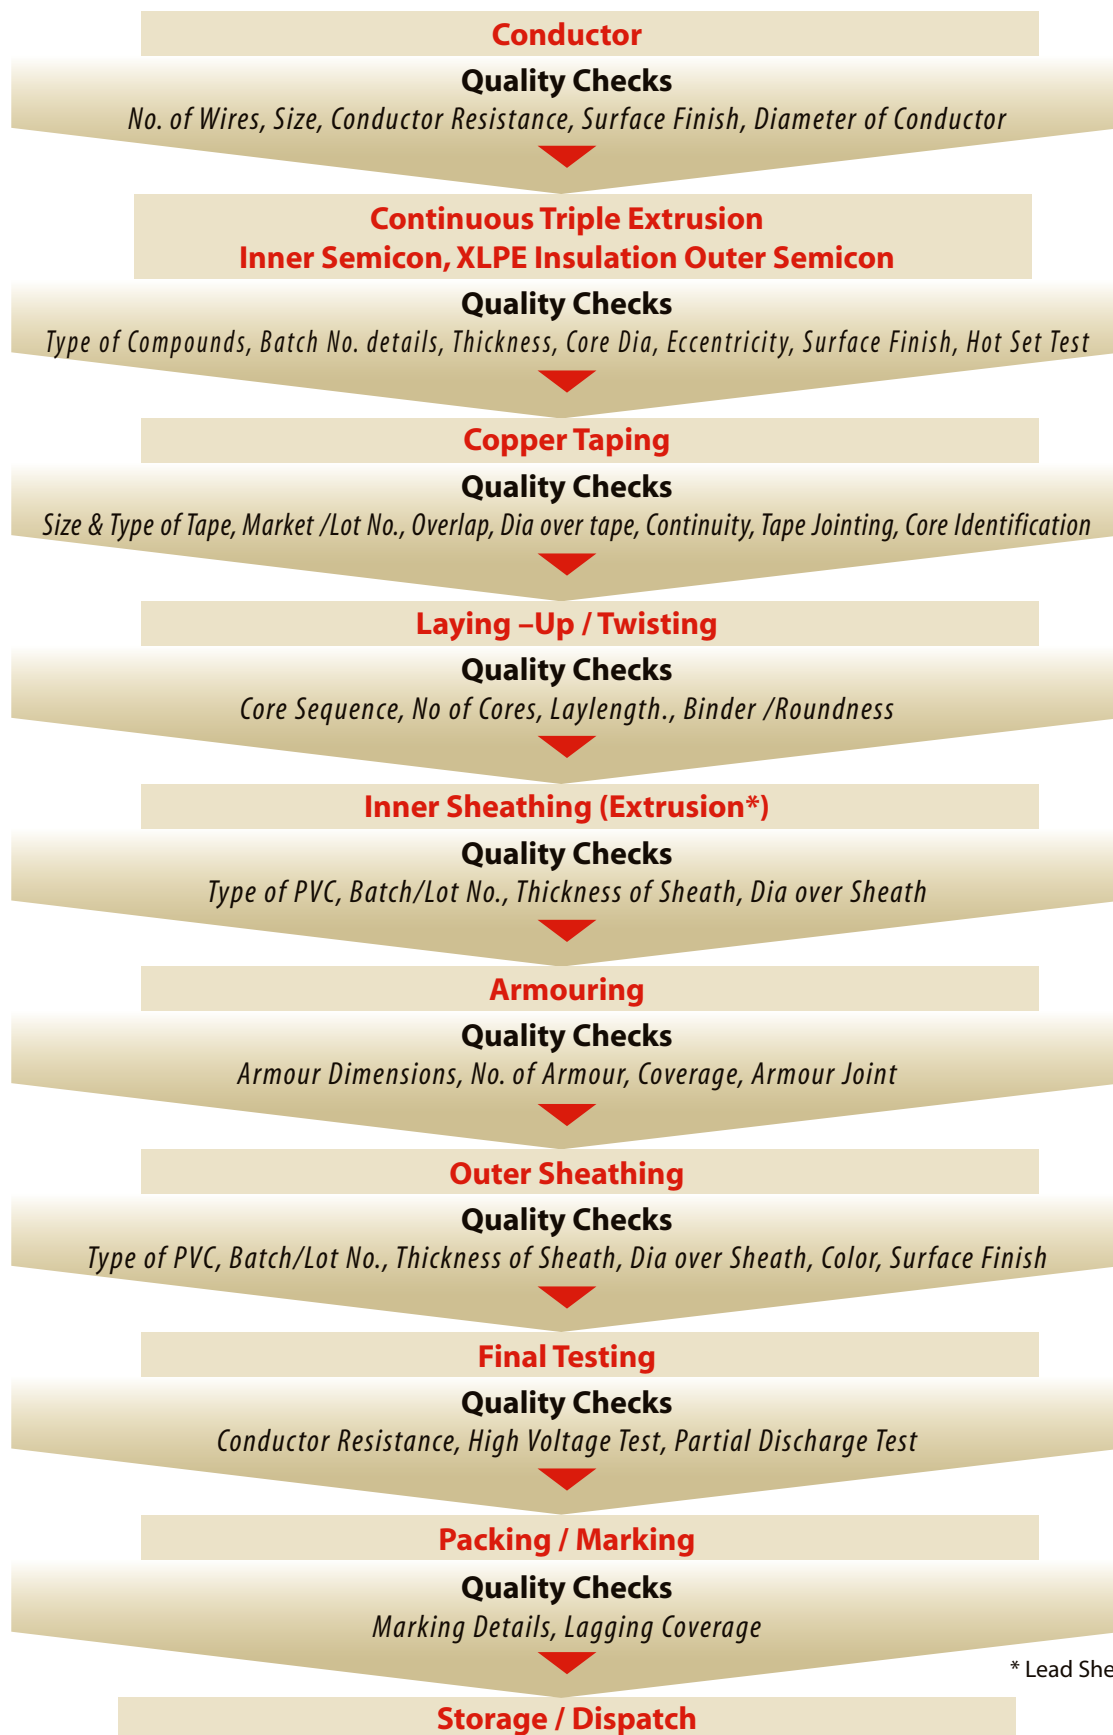 Conductor
Quality Checks
No. of Wires, Size, Conductor Resistance, Surface Finish, Diameter of Conductor
Continuous Triple Extrusion
Inner Semicon, XLPE Insulation Outer Semicon
Quality Checks
Type of Compounds, Batch No. details, Thickness, Core Dia, Eccentricity, Surface Finish, Hot Set Test
Copper Taping
Quality Checks
Size & Type of Tape, Market /Lot No., Overlap, Dia over tape, Continuity, Tape Jointing, Core Identification
Laying –Up / Twisting
Quality Checks
Core Sequence, No of Cores, Laylength., Binder /Roundness
Inner Sheathing (Extrusion*)
Quality Checks
Type of PVC, Batch/Lot No., Thickness of Sheath, Dia over Sheath
Armouring
Quality Checks
Armour Dimensions, No. of Armour, Coverage, Armour Joint
Outer Sheathing
Quality Checks
Type of PVC, Batch/Lot No., Thickness of Sheath, Dia over Sheath, Color, Surface Finish
Final Testing
Quality Checks
Conductor Resistance, High Voltage Test, Partial Discharge Test
Packing / Marking
Quality Checks
Marking Details, Lagging Coverage
* Lead
Storage / Dispatch